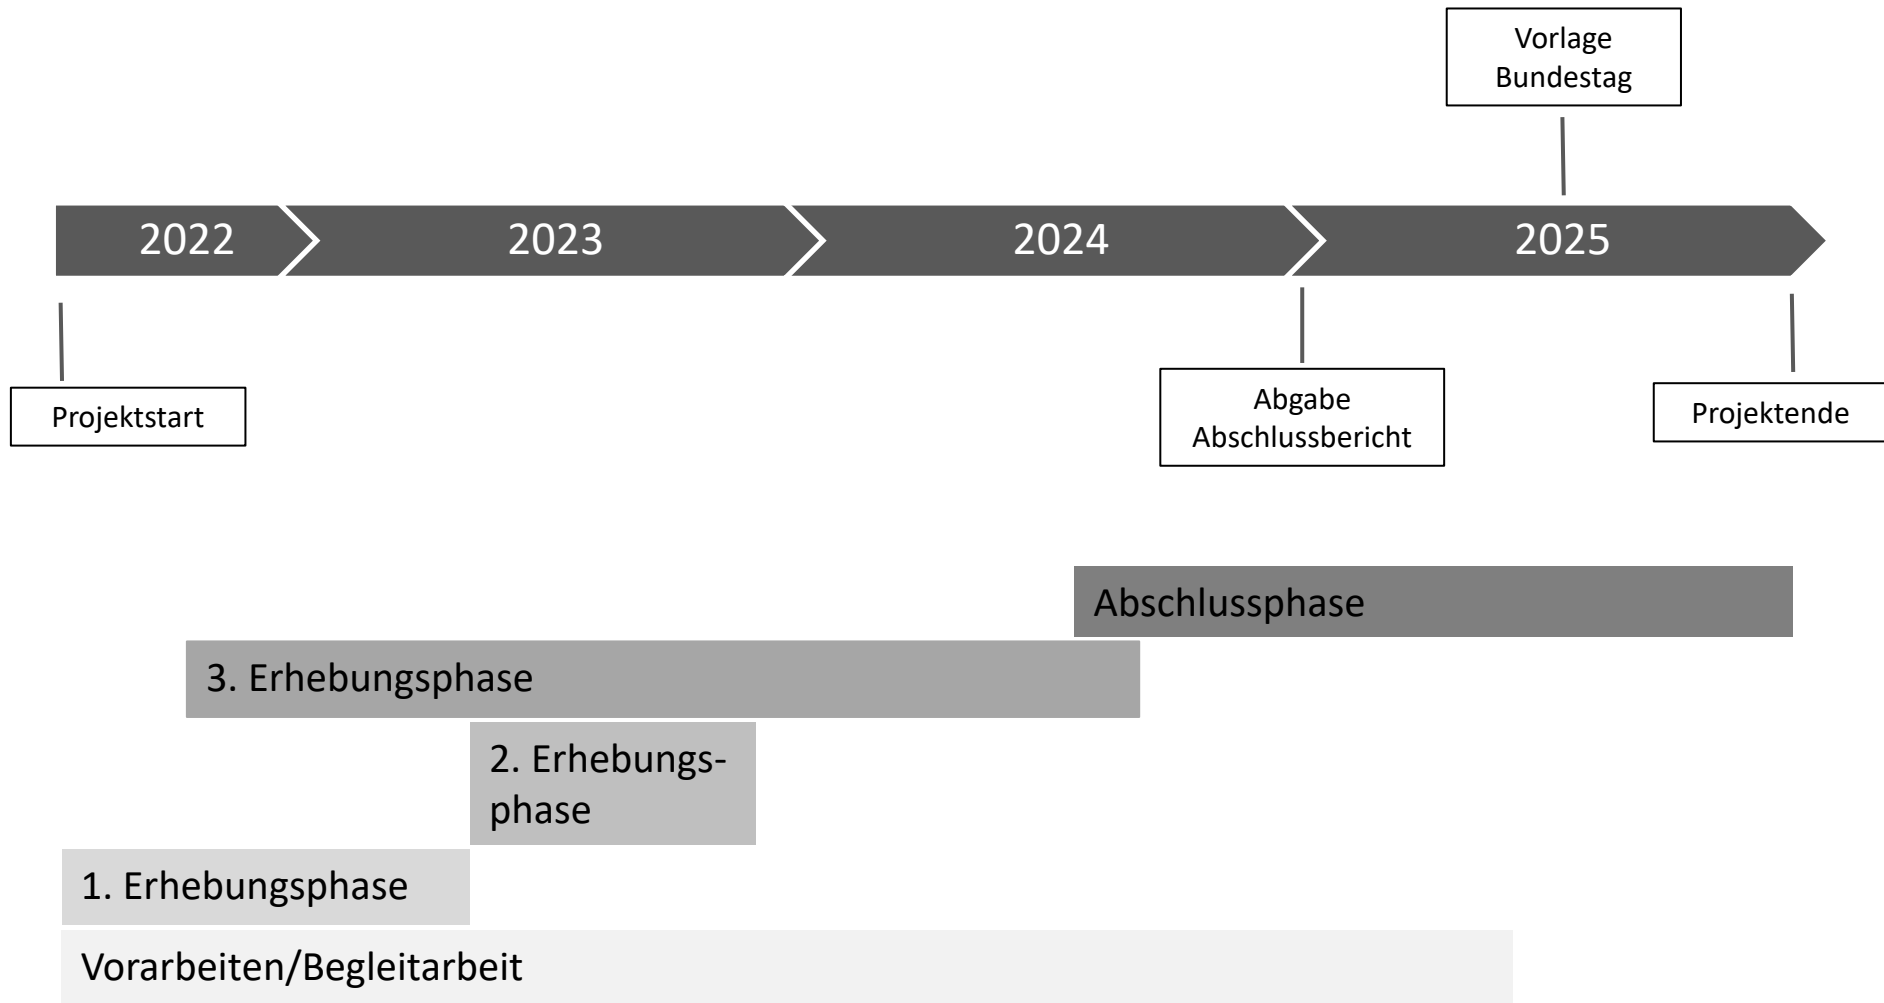 Vorlage
Bundestag
2022
2023
2024
2025
Projektstart
Abgabe
Abschlussbericht
Projektende
Abschlussphase
3. Erhebungsphase
2. Erhebungs-
phase
1. Erhebungsphase
Vorarbeiten/Begleitarbeit